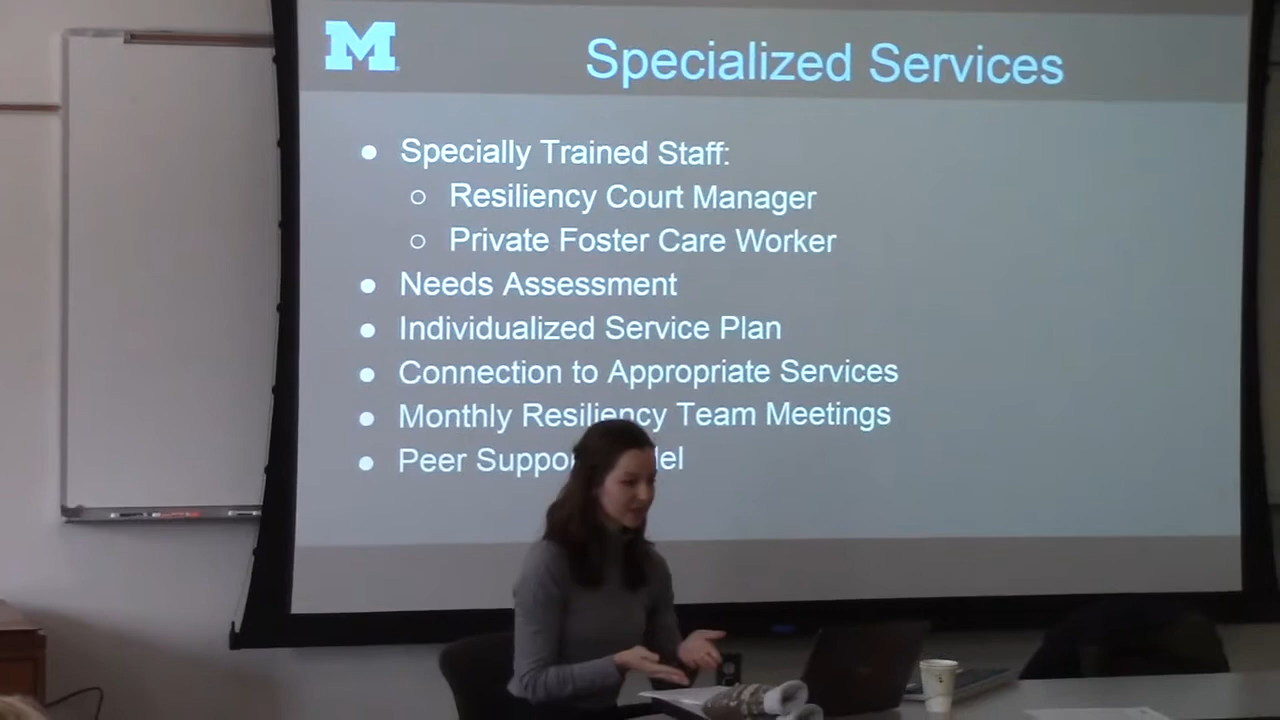 M
Specialized Services
● Specially Trained Staff:
○ Resiliency Court Manager
○ Private Foster Care Worker
● Needs Assessment
● Individualized Service Plan
● Connection to Appropriate Services
● Monthly Resiliency Team Meetings
● Peer